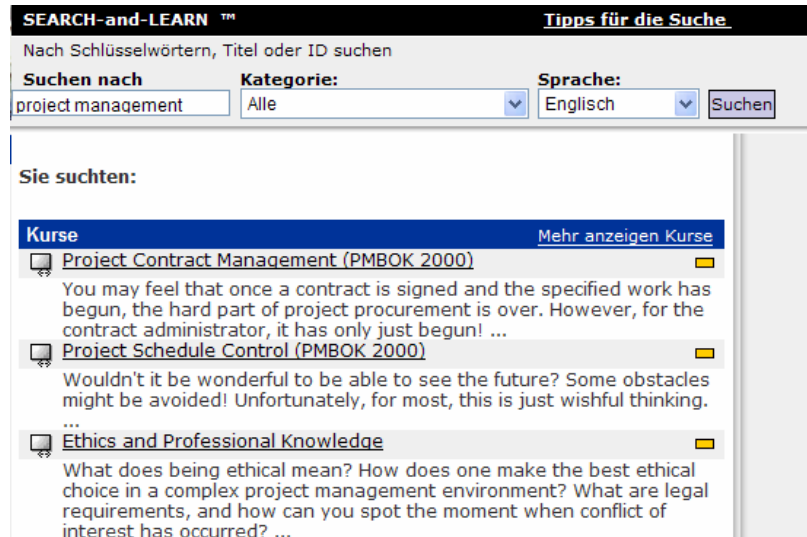 SEARCH-and-LEARN ™ Tipps für die Suche
Nach Schlüsselwörtern, Titel oder ID suchen
Suchen nach Kategorie: Sprache:
project management Alle Englisch Suchen
Sie suchten:
Kurse Mehr anzeigen Kurse
Project Contract Management (PMBOK 2000)
You may feel that once a contract is signed and the specified work has
begun, the hard part of project procurement is over. However, for the
contract administrator, it has only just begun! ...
Project Schedule Control (PMBOK 2000)
Wouldn't it be wonderful to be able to see the future? Some obstacles
might be avoided! Unfortunately, for most, this is just wishful thinking.
...
Ethics and Professional Knowledge
What does being ethical mean? How does one make the best ethical
choice in a complex project management environment? What are legal
requirements, and how can you spot the moment when conflict of
interest has occurred? ...